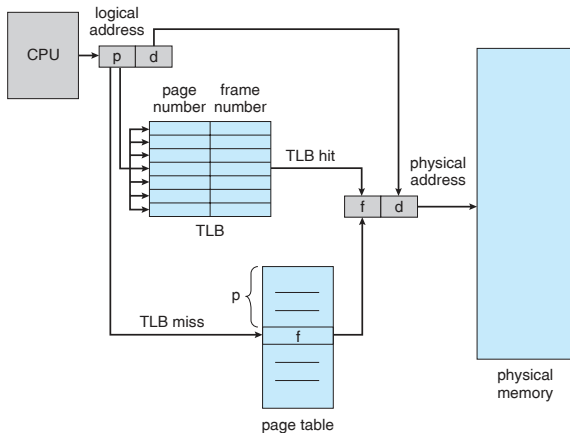 logical
address
CPU
p
d
page
number
frame
number
TLB hit
physical
address
f
d
TLB
p
TLB miss
f
page table
physical
memory